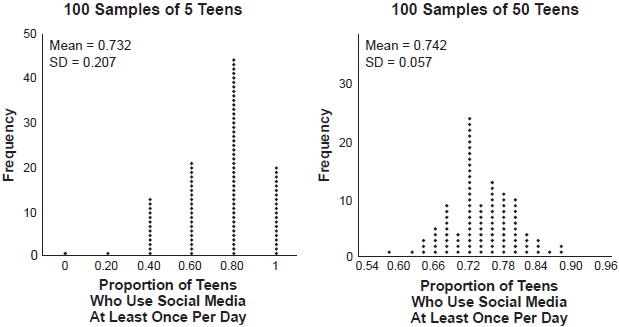 100 Samples of 5 Teens
Mean = 0.732
SD = 0.207
50
40
30
20
10
0
Frequency
0 0.20 0.40 0.60 0.80 1
Proportion of Teens
Who Use Social Media
At Least Once Per Day
100 Samples of 50 Teens
Mean = 0.742
SD = 0.057
30
20
10
0
Frequency
0.54 0.60 0.66 0.72 0.78 0.84 0.90 0.96
Proportion of Teens
Who Use Social Media
At Least Once Per Day